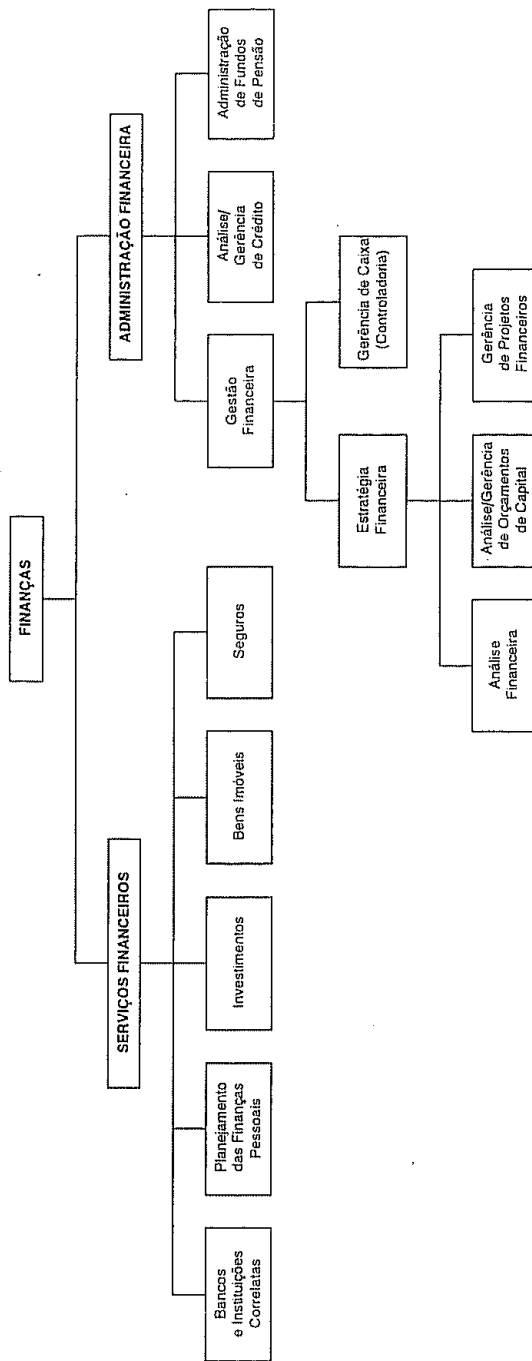 FINANÇAS
SERVIÇOS FINANCEIROS
ADMINISTRAÇÃO FINANCEIRA
Bancos
e Instituições
Correlatas
Planejamento
das Finanças
Pessoais
Investimentos
Bens Imóveis
Seguros
Gestão
Financeira
Análise/
Gerência
de Crédito
Administração
de Fundos
de Pensão
Estratégia
Financeira
Gerência de Caixa
(Controladoria)
Análise
Financeira
Análise/Gerência
de Orçamentos
de Capital
Gerência
de Projetos
Financeiros